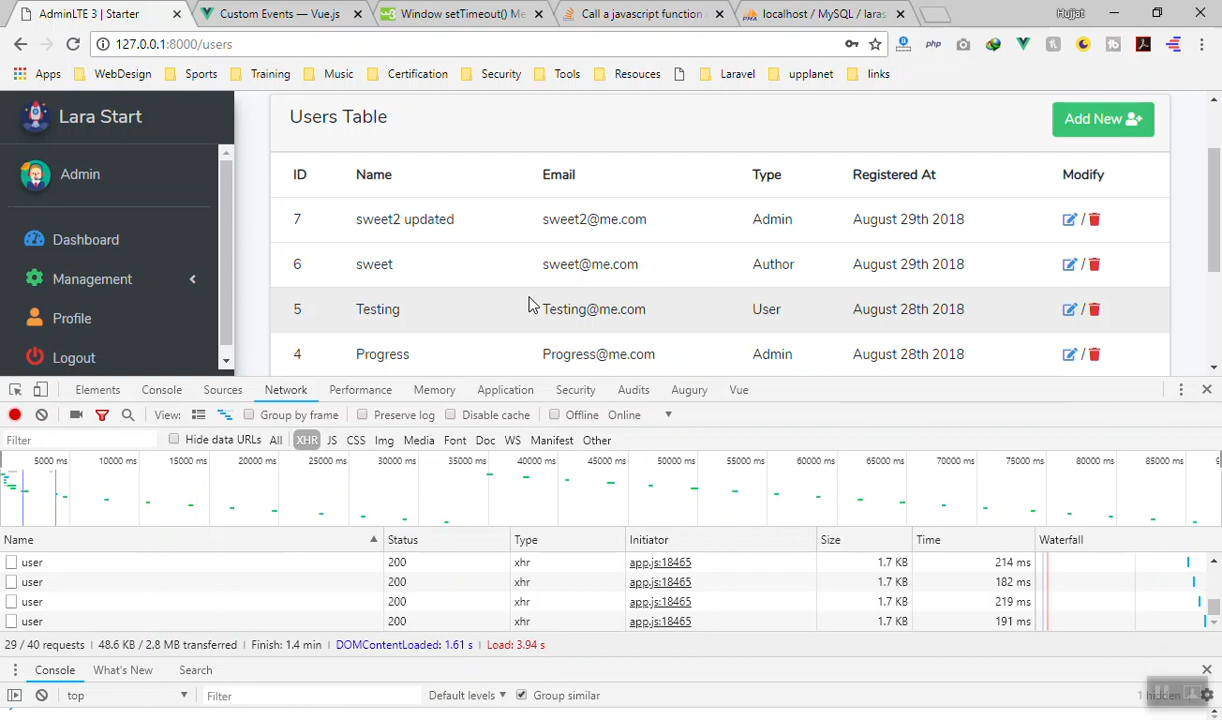 AdminLTE 3 | Starter
Custom Events — Vue.js
Window setTimeout() Me
Call a javascript function
localhost / MySQL / laras
Hujjat
127.0.0.1:8000/users
php
Apps WebDesign Sports Training Music Certification Security Tools Resouces Laravel upplanet links
Lara Start
Admin
Dashboard
Management
Profile
Logout
Users Table
Add New
ID Name Email Type Registered At Modify
7 sweet2 updated sweet2@me.com Admin August 29th 2018 /
6 sweet sweet@me.com Author August 29th 2018 /
5 Testing Testing@me.com User August 28th 2018 /
4 Progress Progress@me.com Admin August 28th 2018 /
Elements Console Sources Network Performance Memory Application Security Audits Augury Vue
View: Group by frame Preserve log Disable cache Offline Online
Filter Hide data URLs All XHR JS CSS Img Media Font Doc WS Manifest Other
5000 ms 10000 ms 15000 ms 20000 ms 25000 ms 30000 ms 35000 ms 40000 ms 45000 ms 50000 ms 55000 ms 60000 ms 65000 ms 70000 ms 75000 ms 80000 ms 85000 ms
Name Status Type Initiator Size Time Waterfall
user 200 xhr app.js:18465 1.7 KB 214 ms
user 200 xhr app.js:18465 1.7 KB 182 ms
user 200 xhr app.js:18465 1.7 KB 219 ms
user 200 xhr app.js:18465 1.7 KB 191 ms
29 / 40 requests | 48.6 KB / 2.8 MB transferred | Finish: 1.4 min | DOMContentLoaded: 1.61 s | Load: 3.94 s
Console What's New Search
top Filter Default levels Group similar 1 hidden